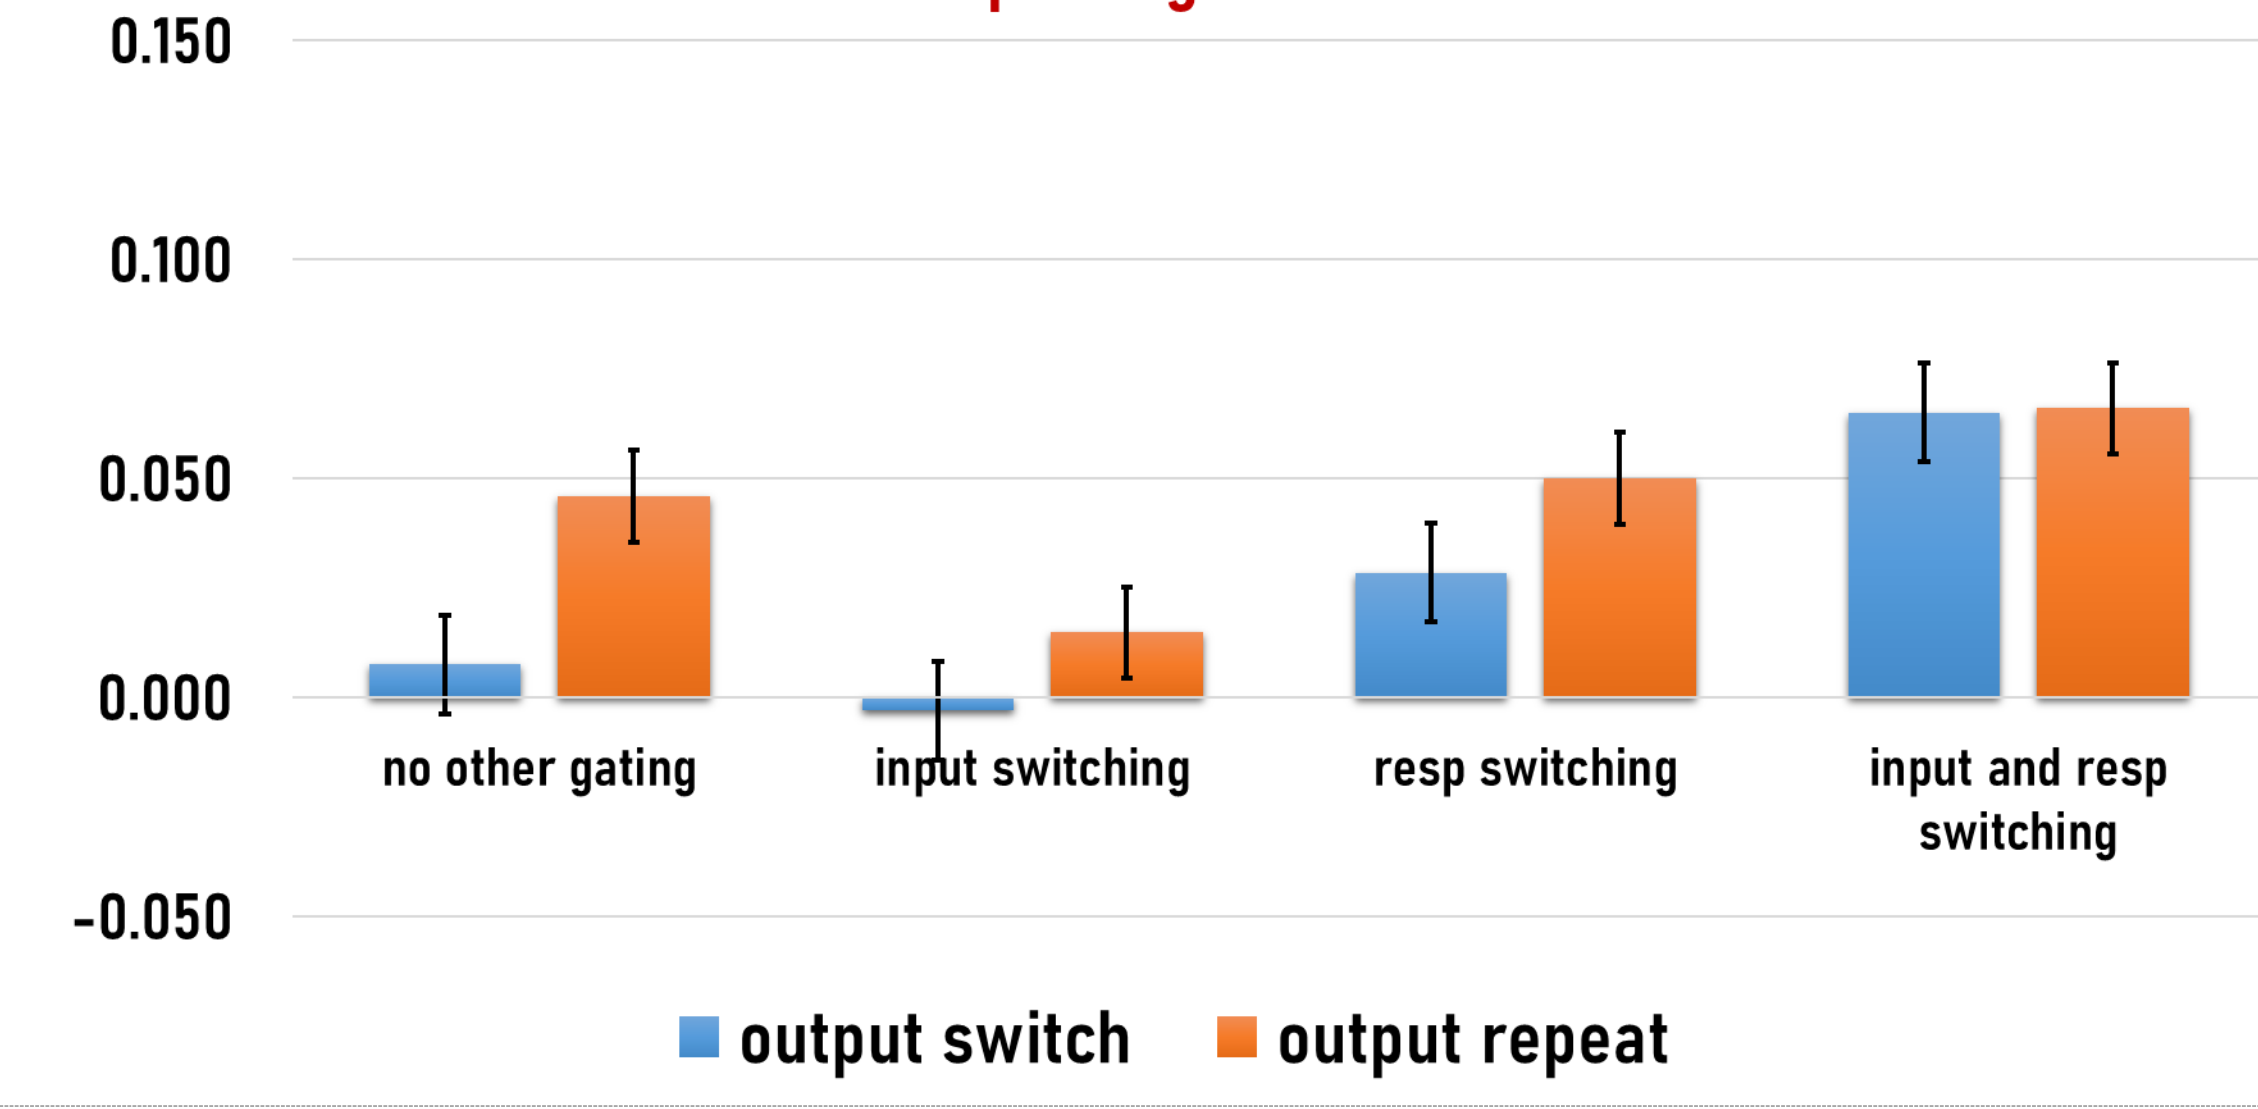 0.150
0.100
0.050
0.000
-0.050
no other gating
input switching
resp switching
input and resp
switching
output switch
output repeat